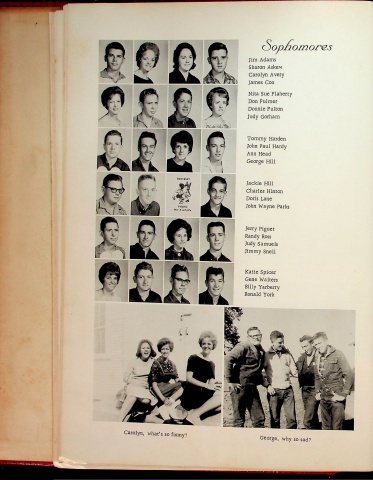 Sophomores
Jim Adams
Sharon Askew
Carolyn Avery
James Cox
Nita Sue Flaherty
Don Fulmer
Donnie Fulton
Judy Gorham
Tommy Harden
John Paul Hardy
Ann Head
George Hill
Jackie Hill
Charles Hinton
Doris Lane
John Wayne Parks
Jerry Pignet
Randy Ross
Judy Samuels
Jimmy Snell
Katie Spicer
Gene Walters
Billy Yarberry
Ronald York
Carolyn, what's so funny?
George, why so sad?